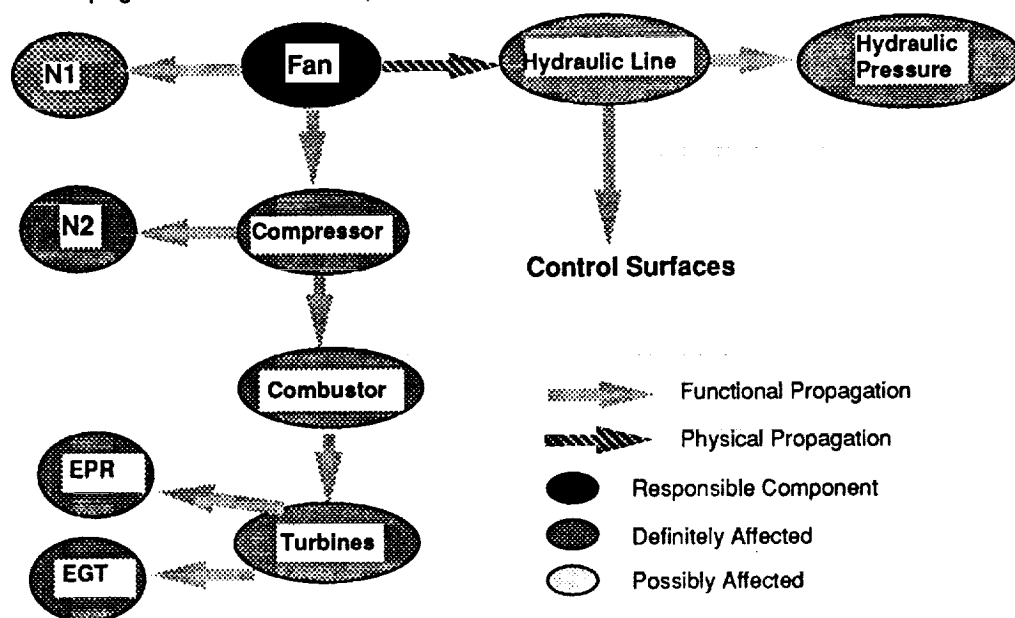 N1
Fan
Hydraulic Line
Hydraulic
Pressure
N2
Compressor
Control Surfaces
Combustor
Functional Propagation
Physical Propagation
EPR
Responsible Component
Turbines
Definitely Affected
EGT
Possibly Affected